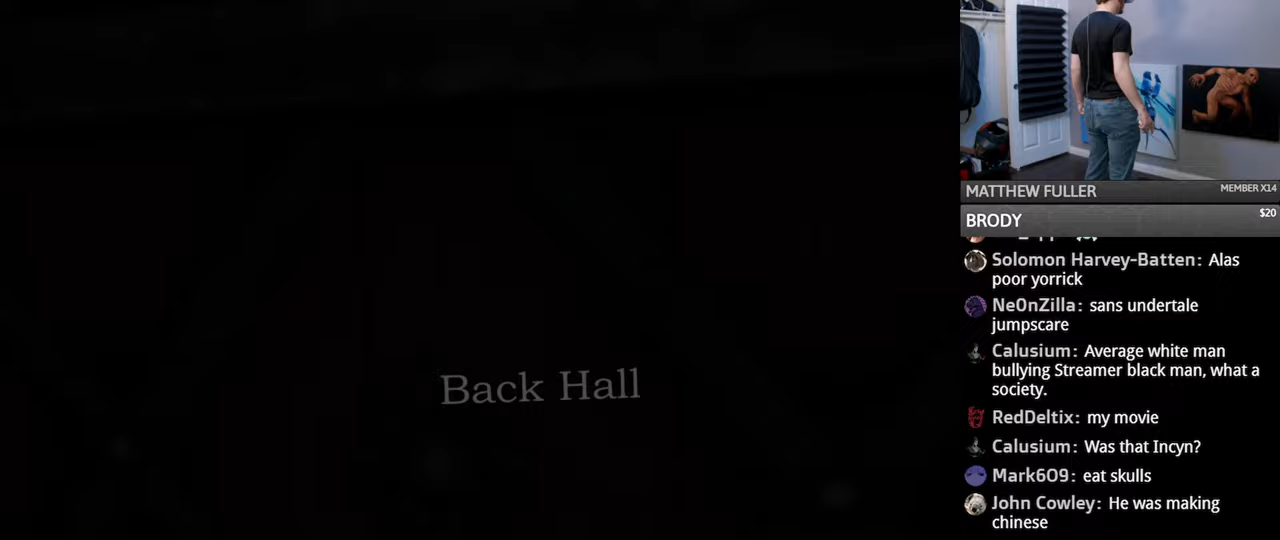 MATTHEW FULLER
MEMBER X14
BRODY
$20
Solomon Harvey-Batten: Alas
poor yorrick
NeOnZilla: sans undertale
jumpscare
Calusium: Average white man
bullying Streamer black man, what a
society.
RedDeltix: my movie
Calusium: Was that Incyn?
Mark609: eat skulls
John Cowley: He was making
chinese
Back Hall